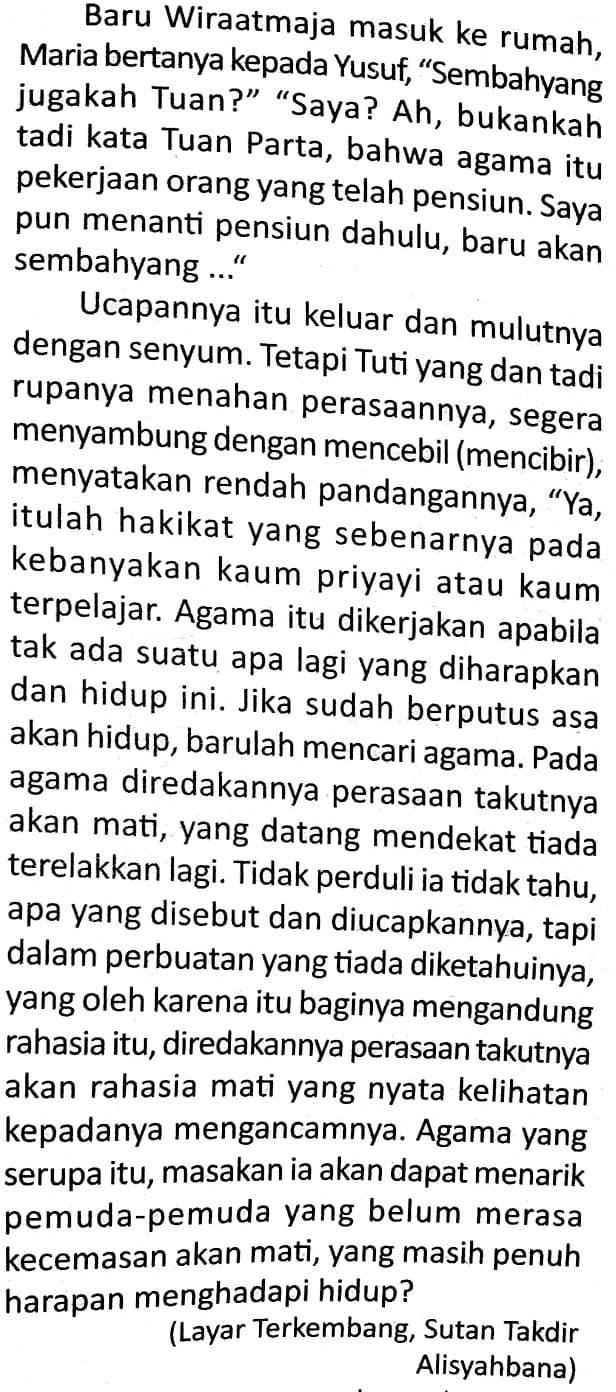 Baru Wiraatmaja masuk ke rumah,
Maria bertanya kepada Yusuf, “Sembahyang
jugakah Tuan?” “Saya? Ah, bukankah
tadi kata Tuan Parta, bahwa agama itu
pekerjaan orang yang telah pensiun. Saya
pun menanti pensiun dahulu, baru akan
sembahyang ...“
Ucapannya itu keluar dan mulutnya
dengan senyum. Tetapi Tuti yang dan tadi
rupanya menahan perasaannya, segera
menyambung dengan mencebil (mencibir),
menyatakan rendah pandangannya, “Ya,
itulah hakikat yang sebenarnya pada
kebanyakan kaum priyayi atau kaum
terpelajar. Agama itu dikerjakan apabila
tak ada suatu apa lagi yang diharapkan
dan hidup ini. Jika sudah berputus asa
akan hidup, barulah mencari agama. Pada
agama diredakannya perasaan takutnya
akan mati, yang datang mendekat tiada
terelakkan lagi. Tidak perduli ia tidak tahu,
apa yang disebut dan diucapkannya, tapi
dalam perbuatan yang tiada diketahuinya,
yang oleh karena itu baginya mengandung
rahasia itu, diredakannya perasaan takutnya
akan rahasia mati yang nyata kelihatan
kepadanya mengancamnya. Agama yang
serupa itu, masakan ia akan dapat menarik
pemuda-pemuda yang belum merasa
kecemasan akan mati, yang masih penuh
harapan menghadapi hidup?
(Layar Terkembang, Sutan Takdir
Alisyahbana)